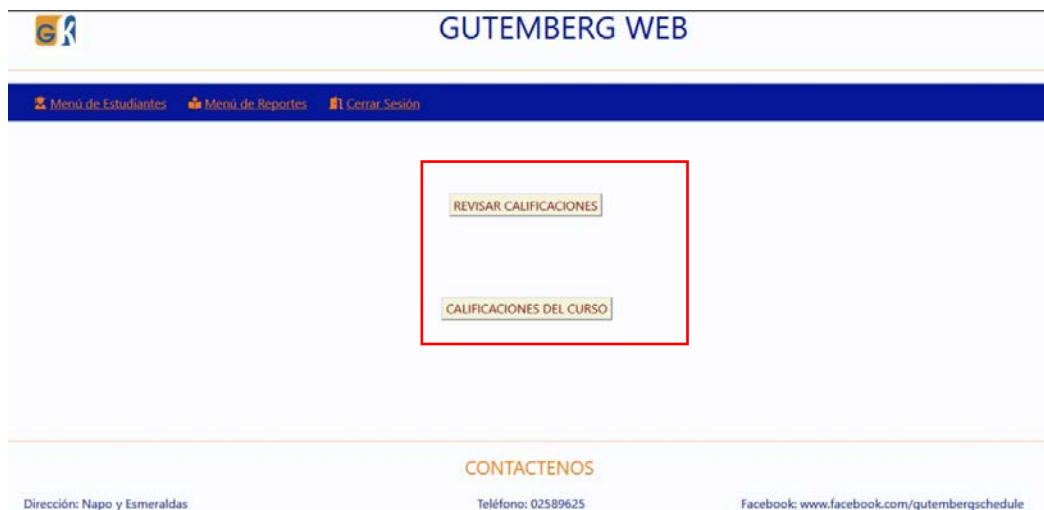 GK
GUTEMBERG WEB
Menú de Estudiantes Menú de Reportes Cerrar Sesión
REVISAR CALIFICACIONES
CALIFICACIONES DEL CURSO
CONTACTENOS
Dirección: Napo y Esmeraldas Teléfono: 02589625 Facebook: www.facebook.com/gutembergschedule